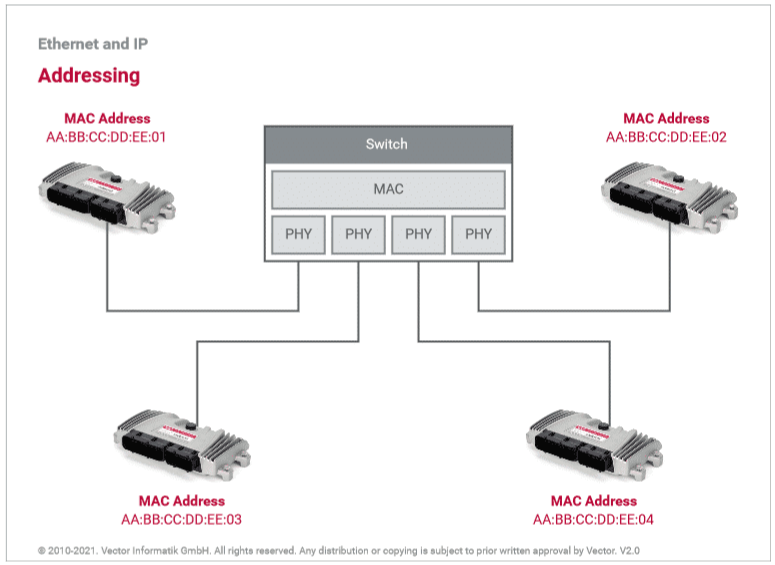 Ethernet and IP
Addressing
MAC Address
AA:BB:CC:DD:EE:01
MAC Address
AA:BB:CC:DD:EE:02
Switch
MAC
PHY PHY PHY PHY
MAC Address
AA:BB:CC:DD:EE:03
MAC Address
AA:BB:CC:DD:EE:04
© 2010-2021. Vector Informatik GmbH. All rights reserved. Any distribution or copying is subject to prior written approval by Vector. V2.0